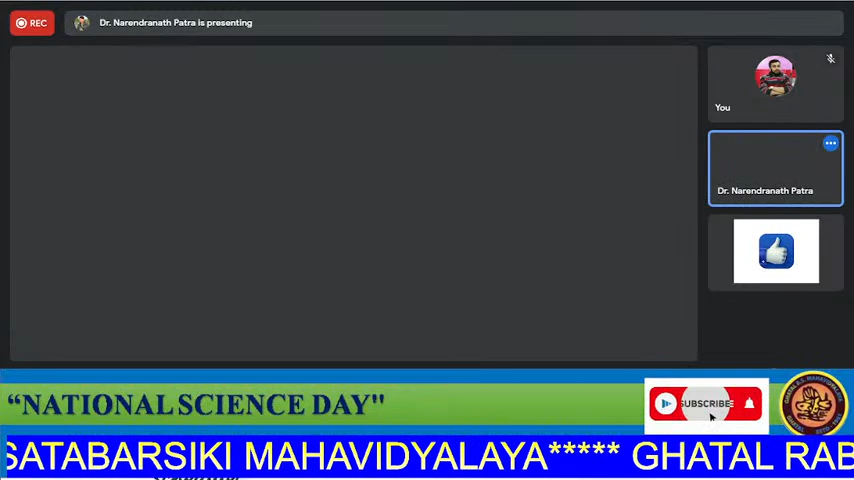 REC
Dr. Narendranath Patra is presenting
You
Dr. Narendranath Patra
“NATIONAL SCIENCE DAY"
SUBSCRIBE
SATABARSIKI MAHAVIDYALAYA***** GHATAL RAB